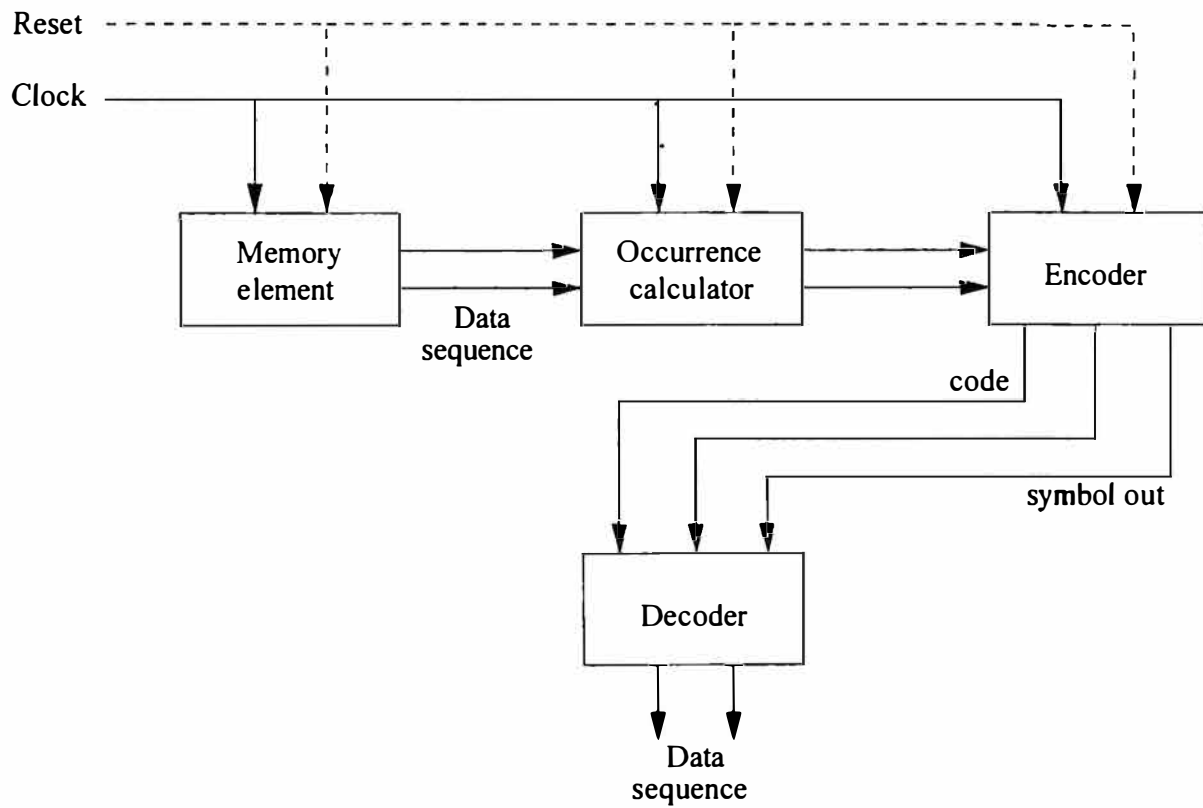 Reset
Clock
Memory
element
Occurrence
calculator
Encoder
Data
sequence
code
symbol out
Decoder
Data
sequence